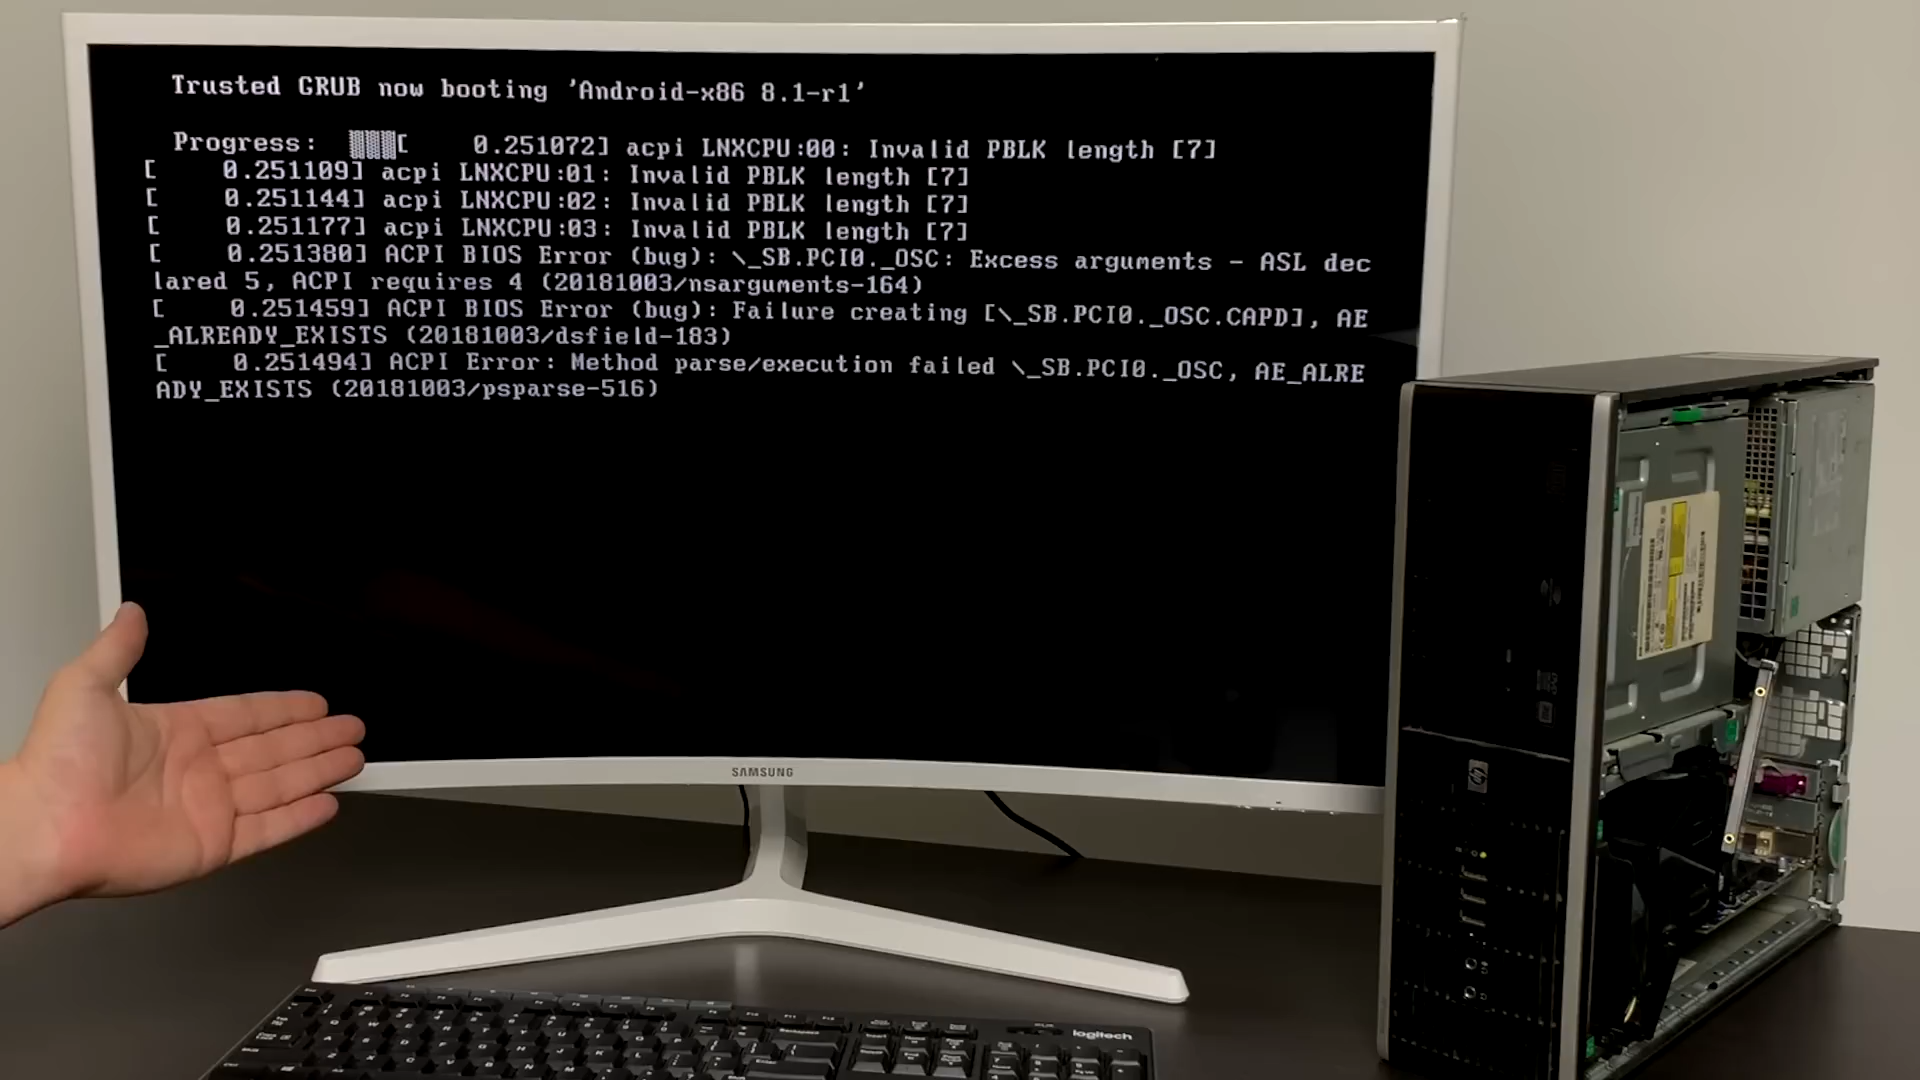 Trusted GRUB now booting 'Android-x86 8.1-r1'
Progress: [ 0.251072] acpi LNXCPU:00: Invalid PBLK length [7]
[ 0.251109] acpi LNXCPU:01: Invalid PBLK length [7]
[ 0.251144] acpi LNXCPU:02: Invalid PBLK length [7]
[ 0.251177] acpi LNXCPU:03: Invalid PBLK length [7]
[ 0.251380] ACPI BIOS Error (bug): \_SB.PCI0._OSC: Excess arguments - ASL dec
lared 5, ACPI requires 4 (20181003/nsarguments-164)
[ 0.251459] ACPI BIOS Error (bug): Failure creating [\_SB.PCI0._OSC.CAPD], AE
_ALREADY_EXISTS (20181003/dsfield-183)
[ 0.251494] ACPI Error: Method parse/execution failed \_SB.PCI0._OSC, AE_ALRE
ADY_EXISTS (20181003/psparse-516)
SAMSUNG
hp
logitech